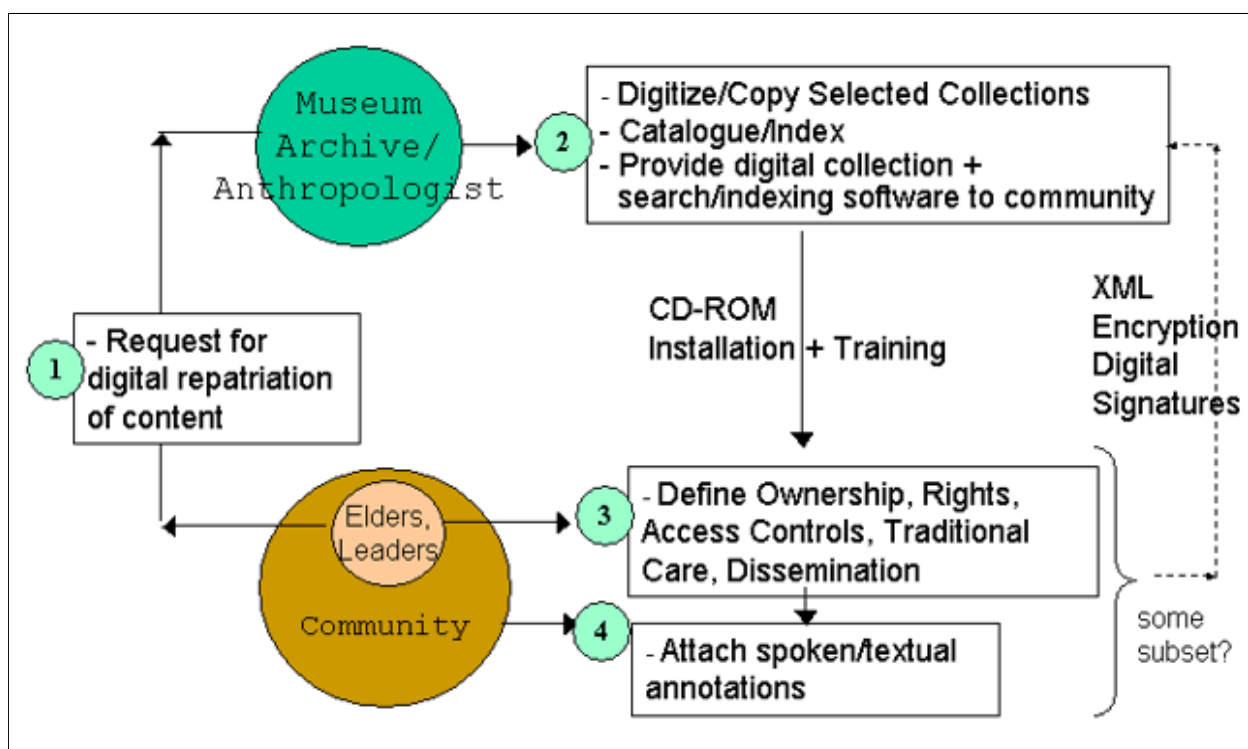 Museum
Archive/
Anthropologist
2
- Digitize/Copy Selected Collections
- Catalogue/Index
- Provide digital collection +
search/indexing software to community
1
- Request for
digital repatriation
of content
CD-ROM
Installation + Training
XML
Encryption
Digital
Signatures
Elders,
Leaders
Community
3
- Define Ownership, Rights,
Access Controls, Traditional
Care, Dissemination
4
- Attach spoken/textual
annotations
some
subset?